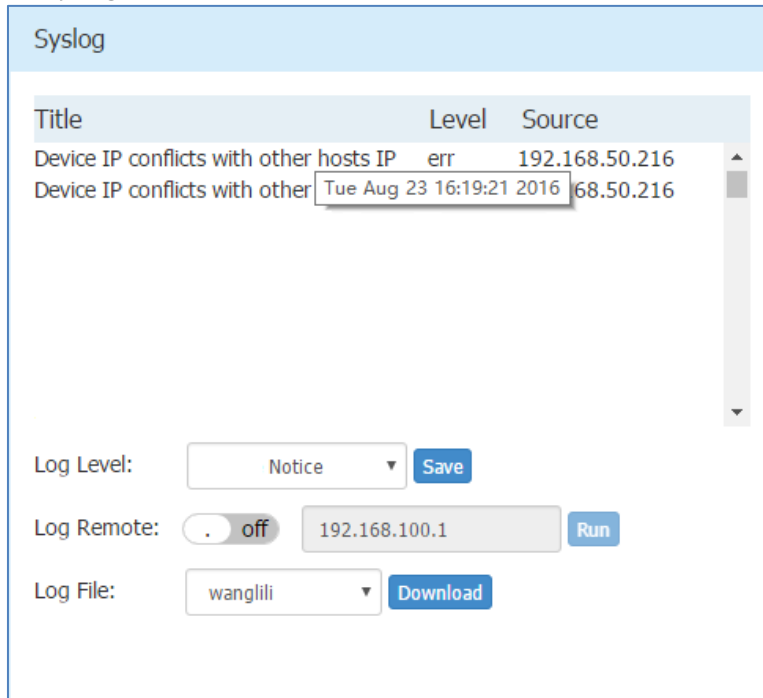 Syslog
Title Level Source
Device IP conflicts with other hosts IP err 192.168.50.216
Device IP conflicts with other Tue Aug 23 16:19:21 2016 68.50.216
Log Level: Notice Save
Log Remote: . off 192.168.100.1 Run
Log File: wanglili Download